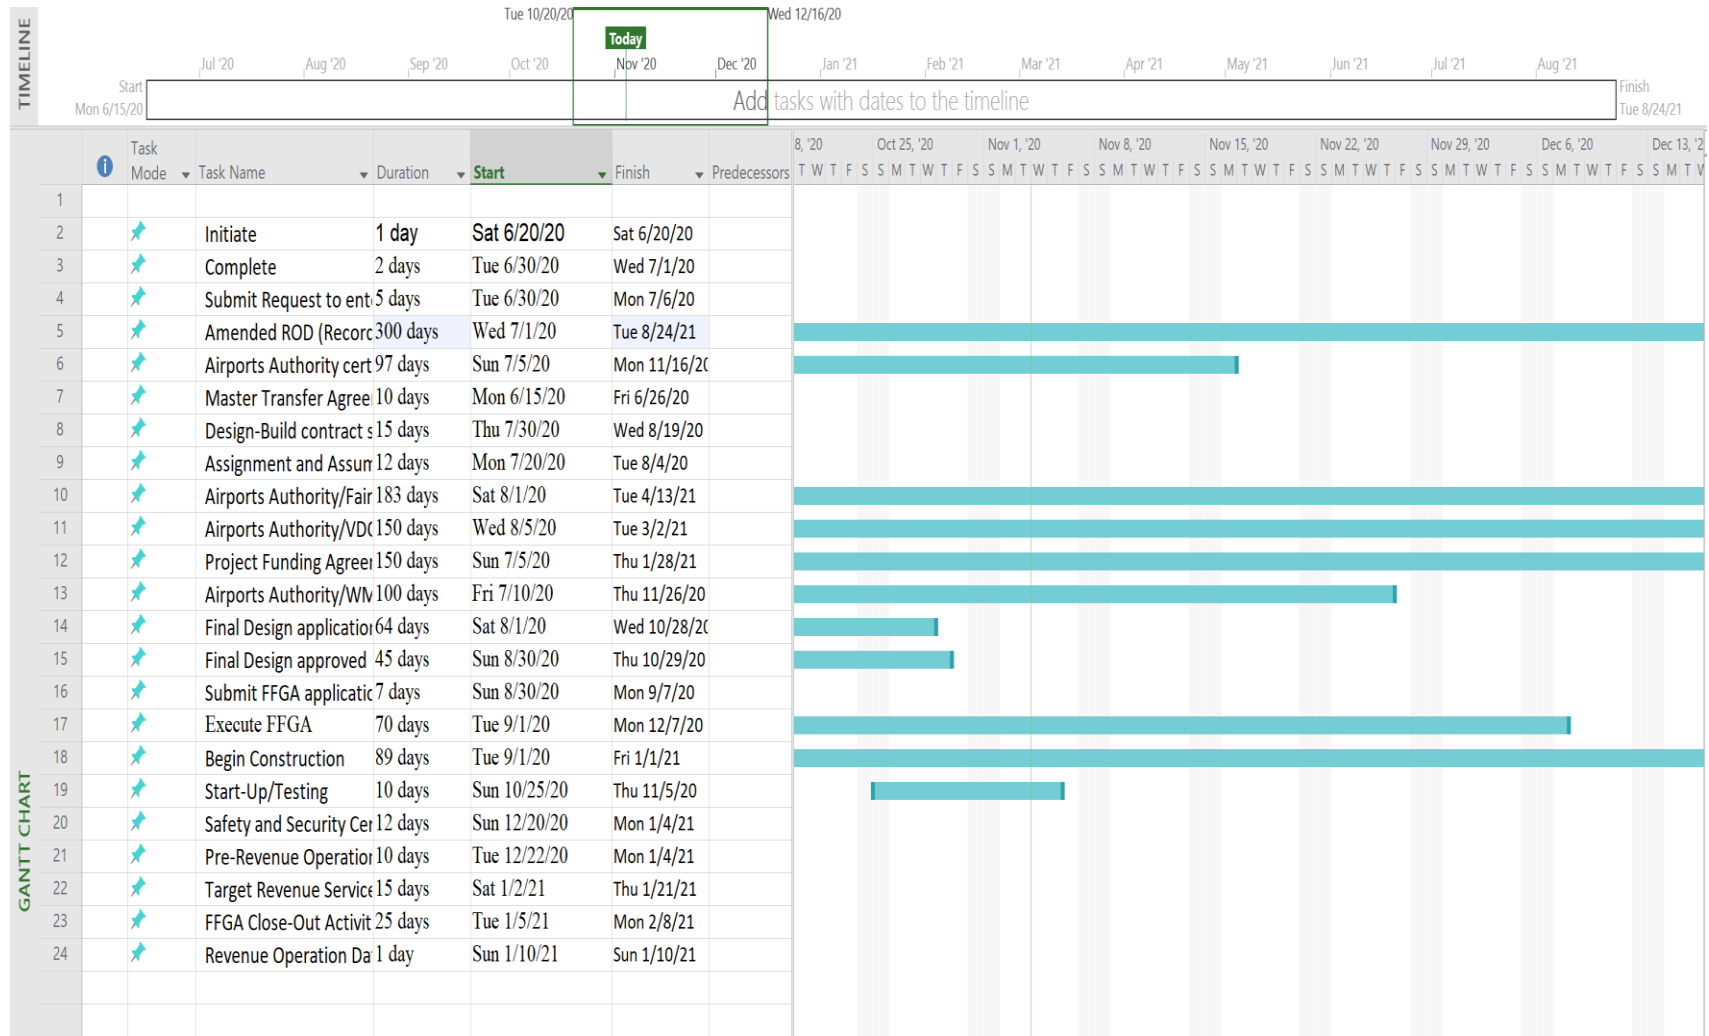 TIMELINE
Tue 10/20/20 Wed 12/16/20
Today
Jul '20 Aug '20 Sep '20 Oct '20 Nov '20 Dec '20 Jan '21 Feb '21 Mar '21 Apr '21 May '21 Jun '21 Jul '21 Aug '21
Start
Mon 6/15/20
Add tasks with dates to the timeline
Finish
Tue 8/24/21
GANTT CHART
Task Mode Task Name Duration Start Finish Predecessors
8, '20 Oct 25, '20 Nov 1, '20 Nov 8, '20 Nov 15, '20 Nov 22, '20 Nov 29, '20 Dec 6, '20 Dec 13, '2
T W T F S S M T W T F S S M T W T F S S M T W T F S S M T W T F S S M T W T F S S M T W T F S S M T W T F S S M T W
1
2 Initiate 1 day Sat 6/20/20 Sat 6/20/20
3 Complete 2 days Tue 6/30/20 Wed 7/1/20
4 Submit Request to ent 5 days Tue 6/30/20 Mon 7/6/20
5 Amended ROD (Recorc 300 days Wed 7/1/20 Tue 8/24/21
6 Airports Authority cert 97 days Sun 7/5/20 Mon 11/16/20
7 Master Transfer Agree 10 days Mon 6/15/20 Fri 6/26/20
8 Design-Build contract s 15 days Thu 7/30/20 Wed 8/19/20
9 Assignment and Assum 12 days Mon 7/20/20 Tue 8/4/20
10 Airports Authority/Fair 183 days Sat 8/1/20 Tue 4/13/21
11 Airports Authority/VDO 150 days Wed 8/5/20 Tue 3/2/21
12 Project Funding Agreer 150 days Sun 7/5/20 Thu 1/28/21
13 Airports Authority/WM 100 days Fri 7/10/20 Thu 11/26/20
14 Final Design application 64 days Sat 8/1/20 Wed 10/28/20
15 Final Design approved 45 days Sun 8/30/20 Thu 10/29/20
16 Submit FFGA applicatic 7 days Sun 8/30/20 Mon 9/7/20
17 Execute FFGA 70 days Tue 9/1/20 Mon 12/7/20
18 Begin Construction 89 days Tue 9/1/20 Fri 1/1/21
19 Start-Up/Testing 10 days Sun 10/25/20 Thu 11/5/20
20 Safety and Security Cer 12 days Sun 12/20/20 Mon 1/4/21
21 Pre-Revenue Operation 10 days Tue 12/22/20 Mon 1/4/21
22 Target Revenue Service 15 days Sat 1/2/21 Thu 1/21/21
23 FFGA Close-Out Activit 25 days Tue 1/5/21 Mon 2/8/21
24 Revenue Operation Da 1 day Sun 1/10/21 Sun 1/10/21